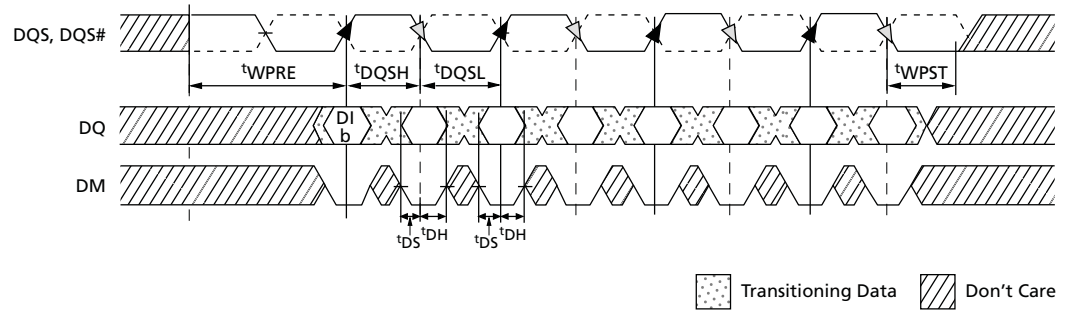 DQS, DQS#
tWPRE tDQSH tDQSL tWPST
DQ
DI
b
DM
tDS tDH tDS tDH
Transitioning Data Don't Care